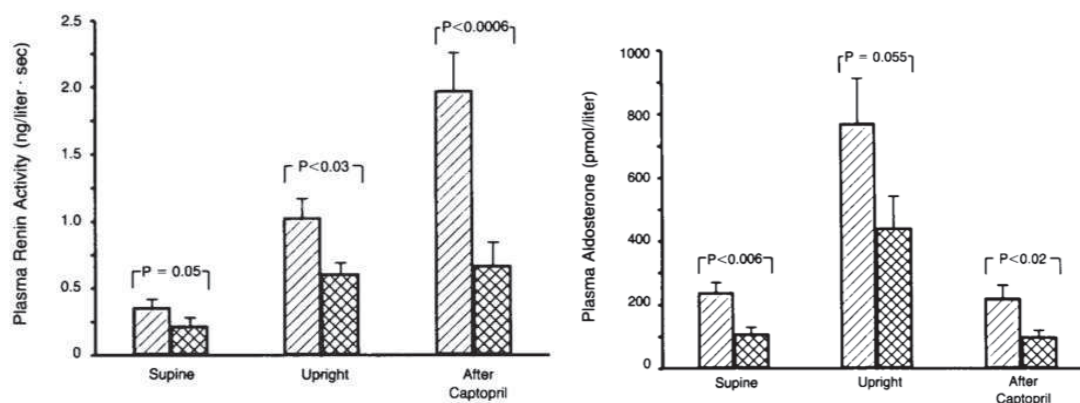 Plasma Renin Activity (ng/liter · sec)
2.5
2.0
1.5
1.0
0.5
0
P<0.0006
P<0.03
P = 0.05
Supine
Upright
After
Captopril
Plasma Aldosterone (pmol/liter)
1000
800
600
400
200
0
P = 0.055
P<0.006
P<0.02
Supine
Upright
After
Captopril